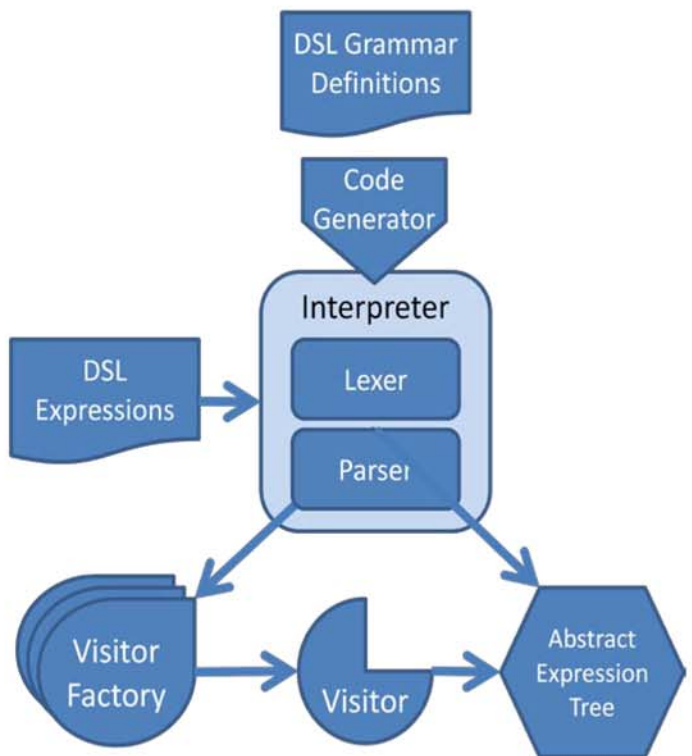 DSL Grammar
Definitions
Code
Generator
Interpreter
Lexer
DSL
Expressions
Parser
Visitor
Factory
Visitor
Abstract
Expression
Tree